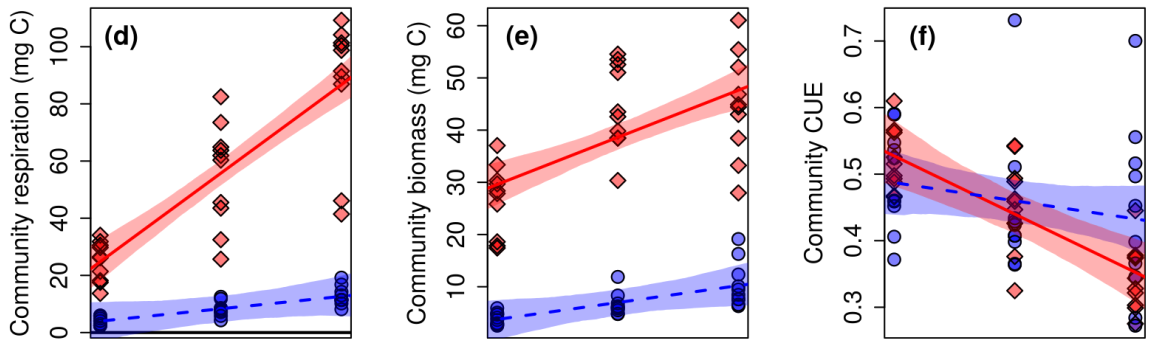 (d)
Community respiration (mg C)
100
80
60
40
20
0
(e)
Community biomass (mg C)
60
50
40
30
20
10
(f)
Community CUE
0.7
0.6
0.5
0.4
0.3